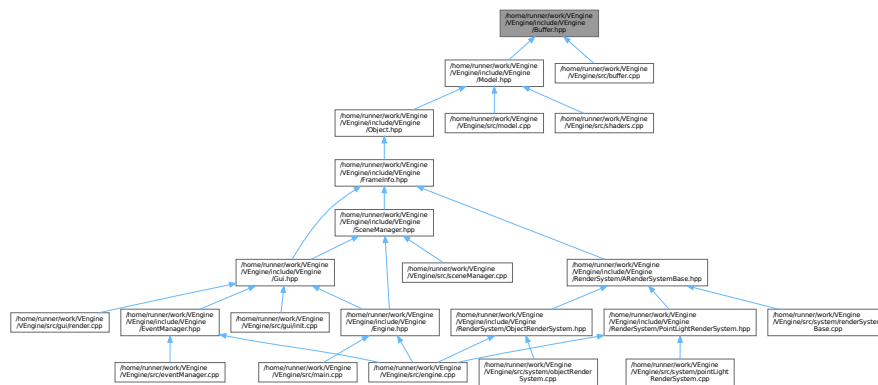 /home/runner/work/VEngine
/VEngine/include/VEngine
/Buffer.hpp
/home/runner/work/VEngine
/VEngine/include/VEngine
/Model.hpp
/home/runner/work/VEngine
/VEngine/src/buffer.cpp
/home/runner/work/VEngine
/VEngine/include/VEngine
/Object.hpp
/home/runner/work/VEngine
/VEngine/src/model.cpp
/home/runner/work/VEngine
/VEngine/src/shaders.cpp
/home/runner/work/VEngine
/VEngine/include/VEngine
/FrameInfo.hpp
/home/runner/work/VEngine
/VEngine/include/VEngine
/SceneManager.hpp
/home/runner/work/VEngine
/VEngine/include/VEngine
/Gui.hpp
/home/runner/work/VEngine
/VEngine/src/sceneManager.cpp
/home/runner/work/VEngine
/VEngine/include/VEngine
/RenderSystem/ARenderSystemBase.hpp
/home/runner/work/VEngine
/VEngine/src/gui/render.cpp
/home/runner/work/VEngine
/VEngine/include/VEngine
/EventManager.hpp
/home/runner/work/VEngine
/VEngine/src/gui/init.cpp
/home/runner/work/VEngine
/VEngine/include/VEngine
/Engine.hpp
/home/runner/work/VEngine
/VEngine/include/VEngine
/RenderSystem/ObjectRenderSystem.hpp
/home/runner/work/VEngine
/VEngine/include/VEngine
/RenderSystem/PointLightRenderSystem.hpp
/home/runner/work/VEngine
/VEngine/src/system/renderSystem
Base.cpp
/home/runner/work/VEngine
/VEngine/src/eventManager.cpp
/home/runner/work/VEngine
/VEngine/src/main.cpp
/home/runner/work/VEngine
/VEngine/src/engine.cpp
/home/runner/work/VEngine
/VEngine/src/system/objectRender
System.cpp
/home/runner/work/VEngine
/VEngine/src/system/pointLight
RenderSystem.cpp